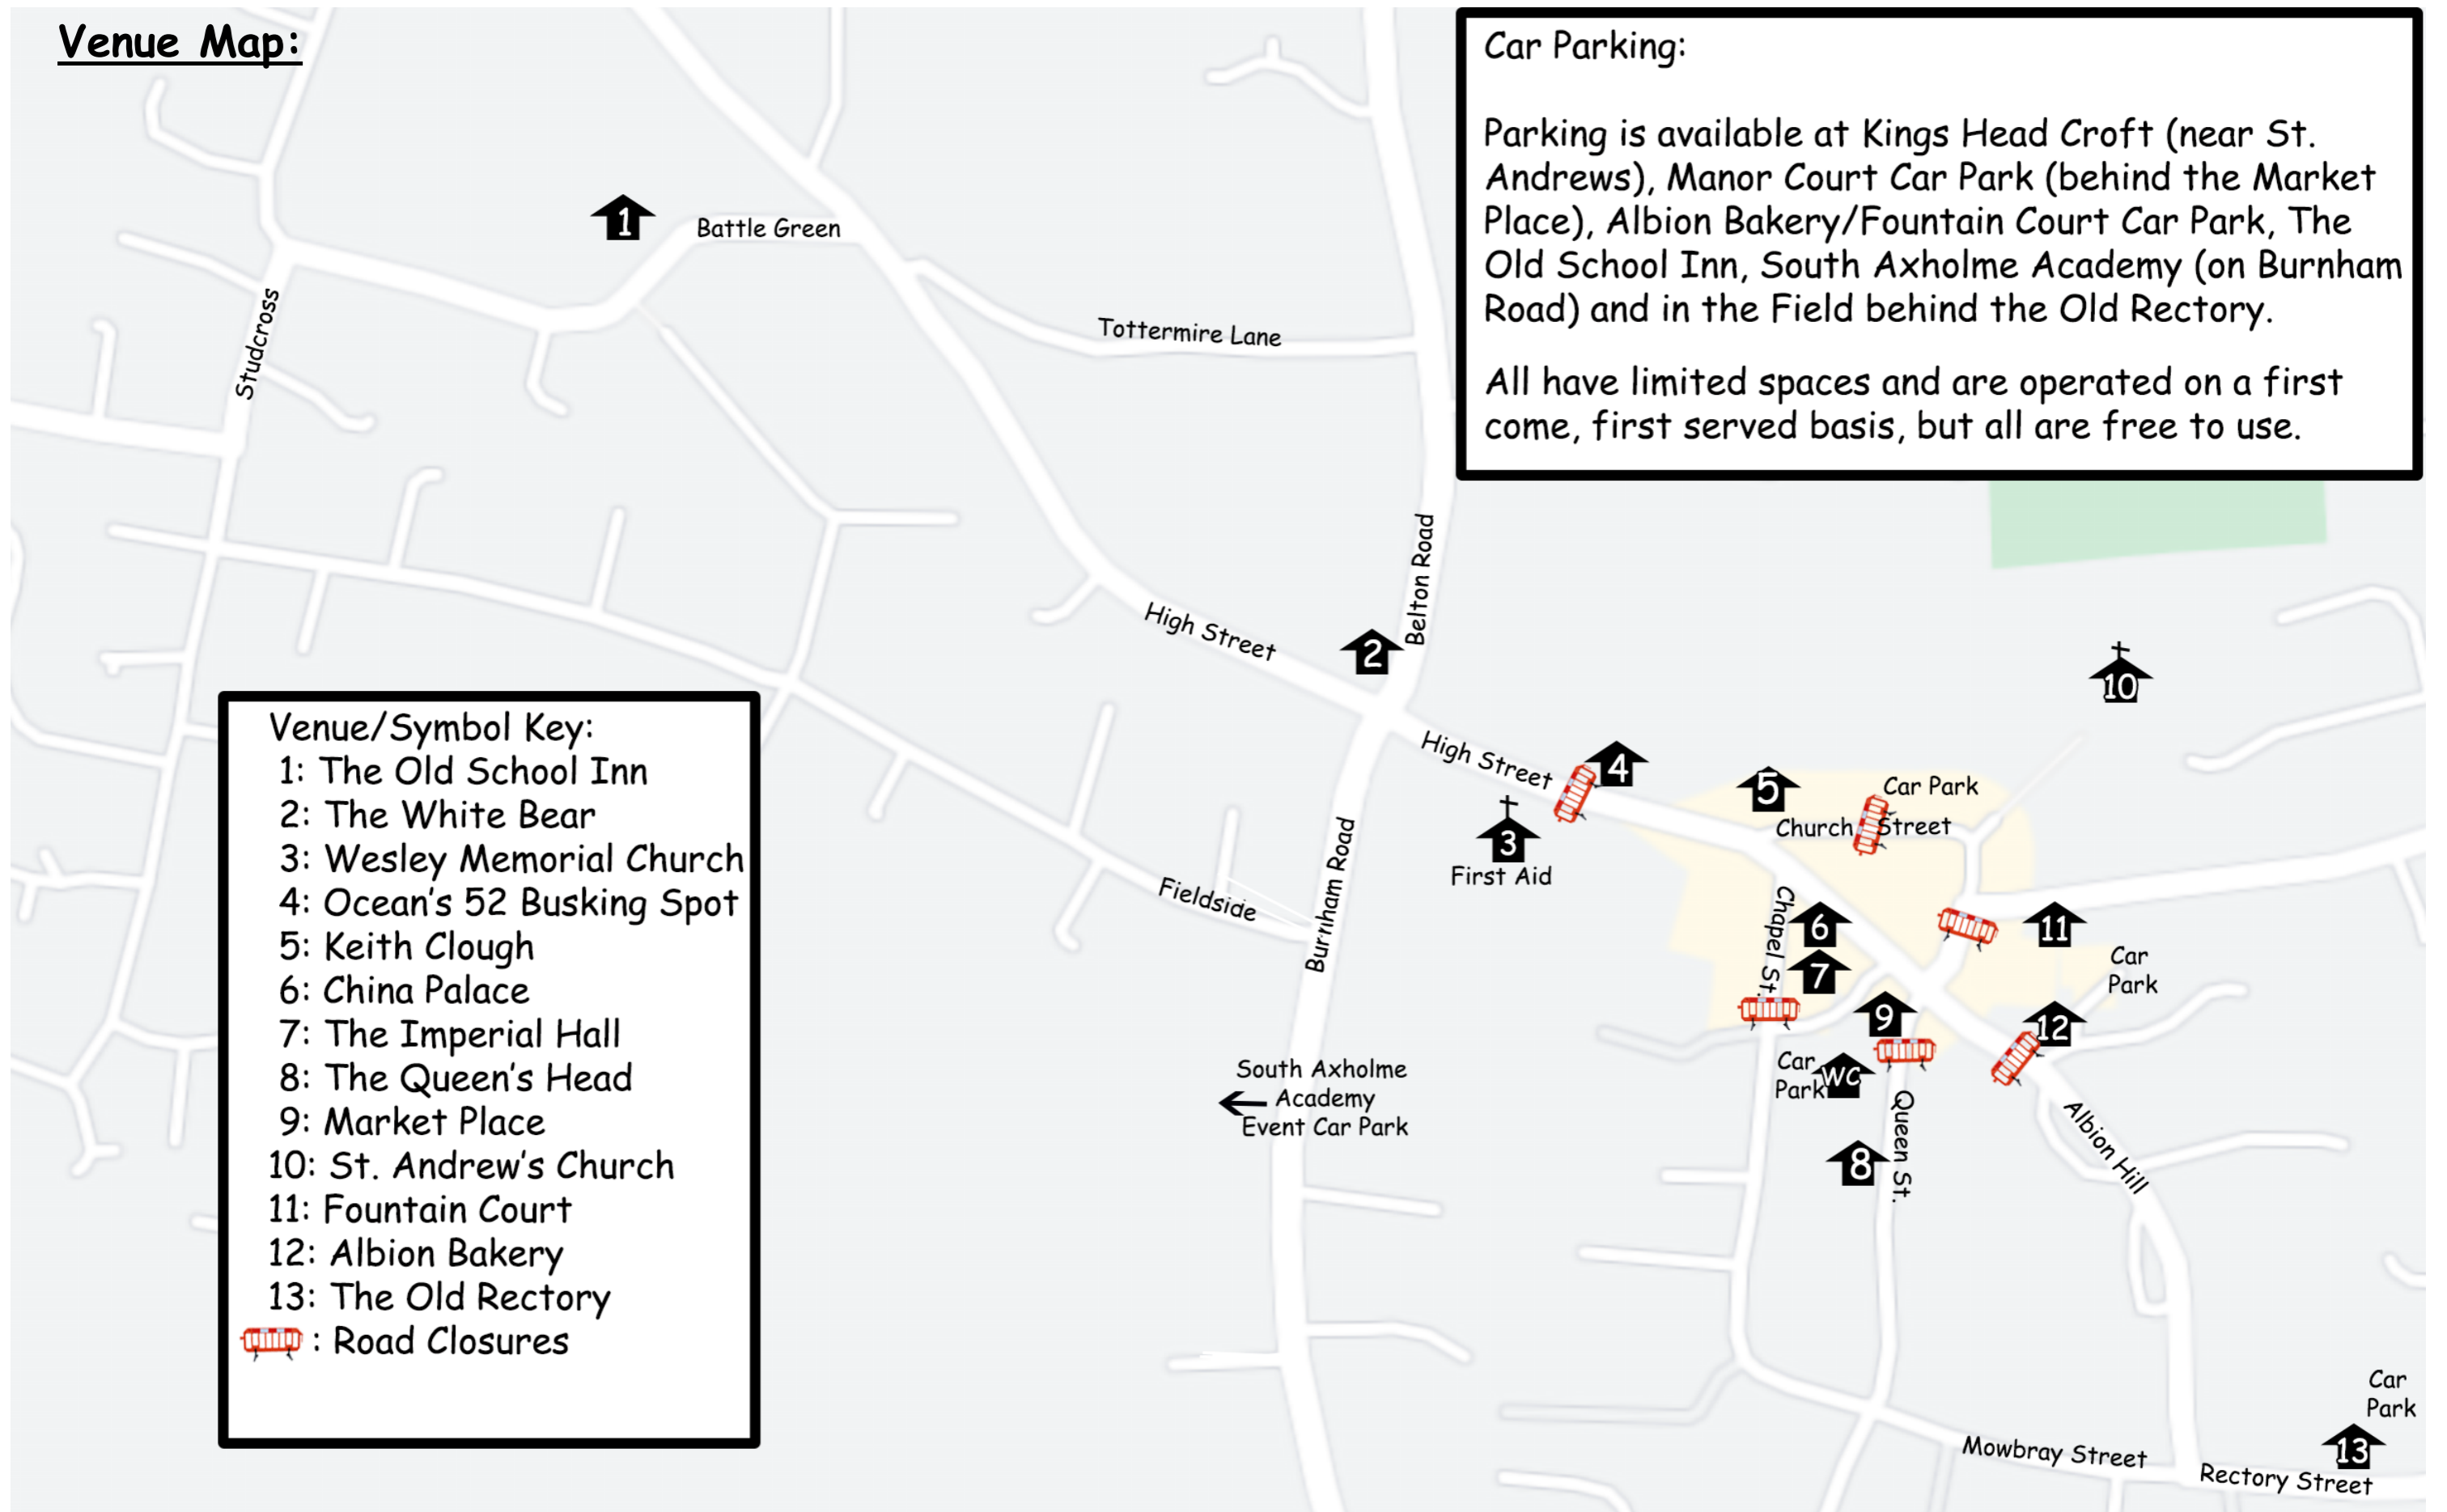 Venue Map:
Car Parking:
Parking is available at Kings Head Croft (near St.
Andrews), Manor Court Car Park (behind the Market
Place), Albion Bakery/Fountain Court Car Park, The
Old School Inn, South Axholme Academy (on Burnham
Road) and in the Field behind the Old Rectory.
All have limited spaces and are operated on a first
come, first served basis, but all are free to use.
1
Battle Green
Studcross
Tottermire Lane
Belton Road
High Street
2
10
High Street
4
5
Car Park
3
First Aid
Church Street
Burnham Road
Fieldside
Chapel St.
6
7
11
Car
Park
9
12
Car
Park
WC
South Axholme
Academy
Event Car Park
Queen St.
8
Albion Hill
Car
Park
13
Mowbray Street
Rectory Street
Venue/Symbol Key:
1: The Old School Inn
2: The White Bear
3: Wesley Memorial Church
4: Ocean's 52 Busking Spot
5: Keith Clough
6: China Palace
7: The Imperial Hall
8: The Queen's Head
9: Market Place
10: St. Andrew's Church
11: Fountain Court
12: Albion Bakery
13: The Old Rectory
: Road Closures